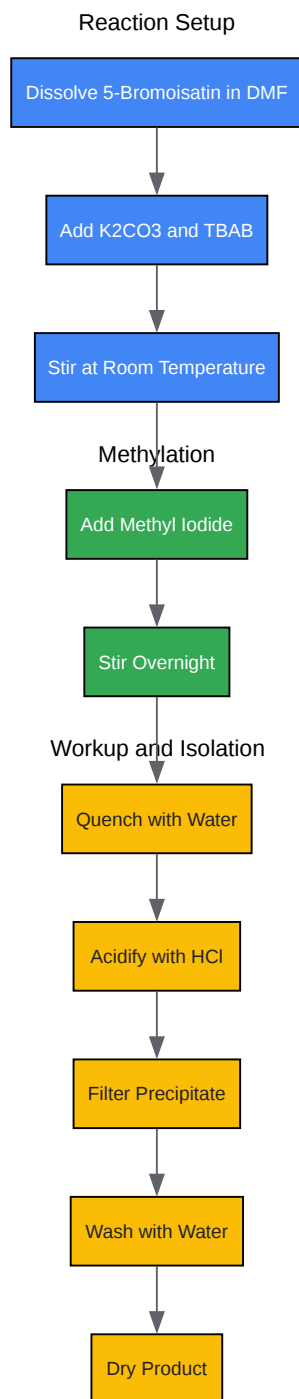 Reaction Setup
Dissolve 5-Bromoisatin in DMF
Add K2CO3 and TBAB
Stir at Room Temperature
Methylation
Add Methyl Iodide
Stir Overnight
Workup and Isolation
Quench with Water
Acidify with HCl
Filter Precipitate
Wash with Water
Dry Product